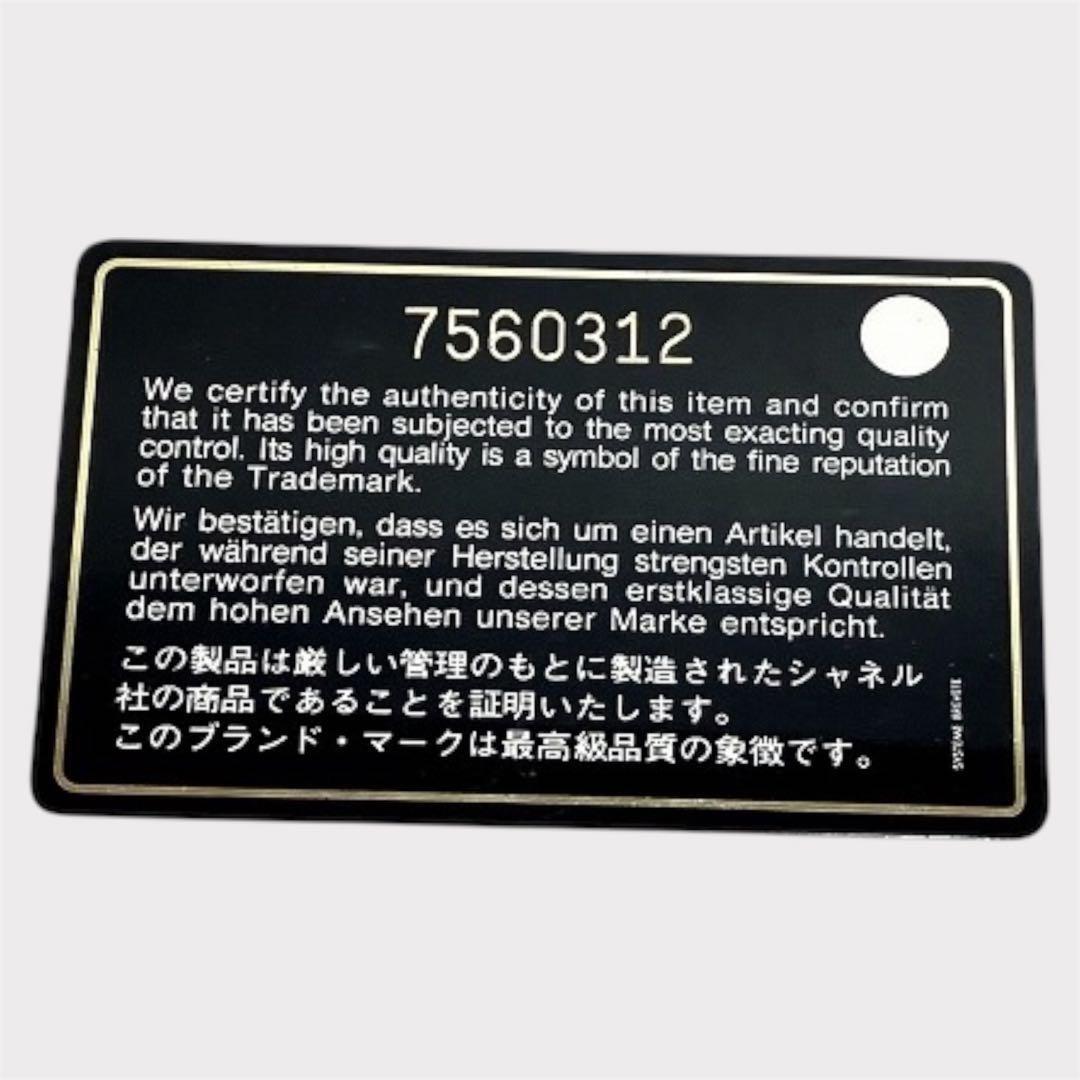 7560312
We certify the authenticity of this item and confirm
that it has been subjected to the most exacting quality
control. Its high quality is a symbol of the fine reputation
of the Trademark.
Wir bestätigen, dass es sich um einen Artikel handelt,
der während seiner Herstellung strengsten Kontrollen
unterworfen war, und dessen erstklassige Qualität
dem hohen Ansehen unserer Marke entspricht.
この製品は厳しい管理のもとに製造されたシャネル
社の商品であることを証明いたします。
このブランド・マークは最高級品質の象徴です。
SYSTEME BREVETE